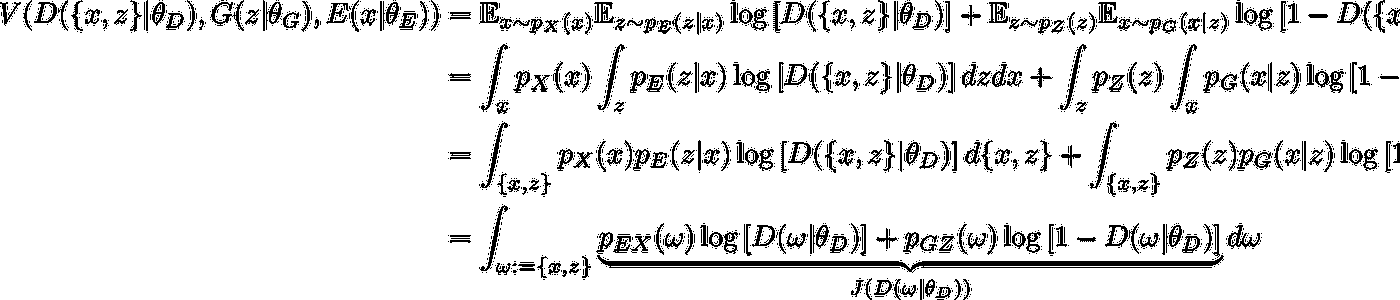 V(D({x, z}|θ_D), G(z|θ_G), E(x|θ_E)) = 𝔼_{x∼p_X(x)} 𝔼_{z∼p_E(z|x)} log [D({x, z}|θ_D)] + 𝔼_{z∼p_Z(z)} 𝔼_{x∼p_G(x|z)} log [1 − D({x
= ∫_x p_X(x) ∫_z p_E(z|x) log [D({x, z}|θ_D)] dzdx + ∫_z p_Z(z) ∫_x p_G(x|z) log [1 −
= ∫_{{x,z}} p_X(x)p_E(z|x) log [D({x, z}|θ_D)] d{x, z} + ∫_{{x,z}} p_Z(z)p_G(x|z) log [1
= ∫_{ω:={x,z}} p_{EX}(ω) log [D(ω|θ_D)] + p_{GZ}(ω) log [1 − D(ω|θ_D)] dω
J(D(ω|θ_D))